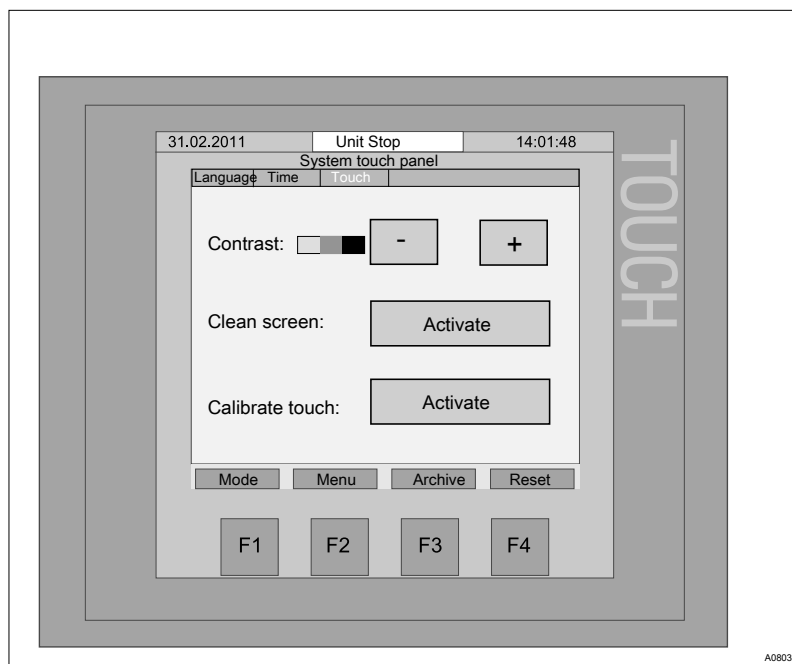 31.02.2011 Unit Stop 14:01:48
System touch panel
Language Time Touch
Contrast: - +
Clean screen: Activate
Calibrate touch: Activate
Mode Menu Archive Reset
F1 F2 F3 F4
TOUCH
A0803